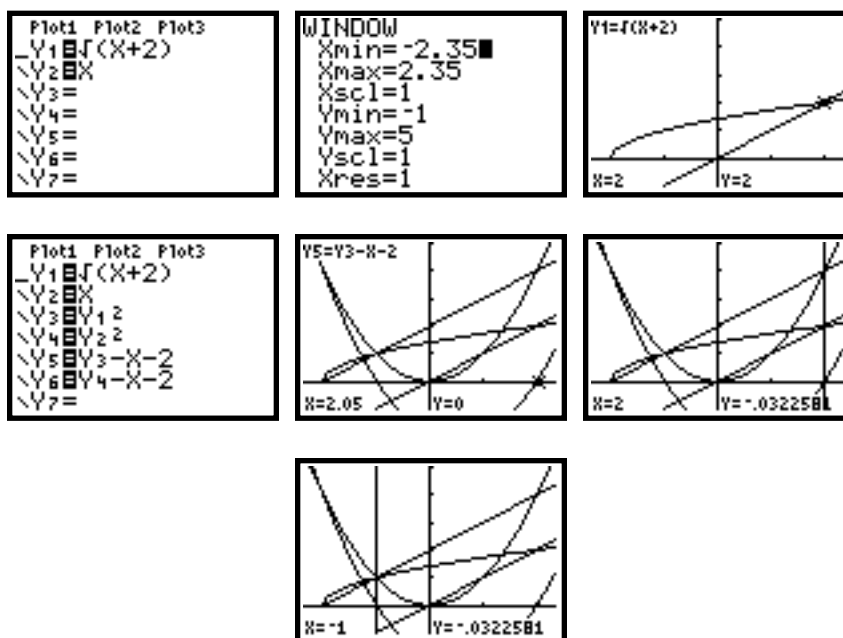 Plot1 Plot2 Plot3
\Y1=√(X+2)
\Y2=X
\Y3=
\Y4=
\Y5=
\Y6=
\Y7=
WINDOW
Xmin=-2.35
Xmax=2.35
Xscl=1
Ymin=-1
Ymax=5
Yscl=1
Xres=1
Y1=√(X+2)
X=2 Y=2
Plot1 Plot2 Plot3
\Y1=√(X+2)
\Y2=X
\Y3=Y1²
\Y4=Y2²
\Y5=Y3-X-2
\Y6=Y4-X-2
\Y7=
Y5=Y3-X-2
X=2.05 Y=0
X=2 Y=-.0322581
X=-1 Y=-.0322581